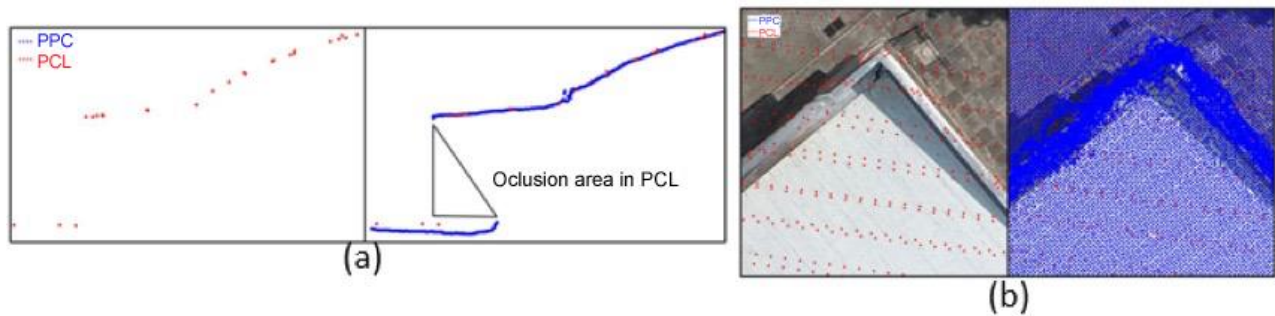 PPC
PCL
Oclusion area in PCL
(a)
PPC
PCL
(b)